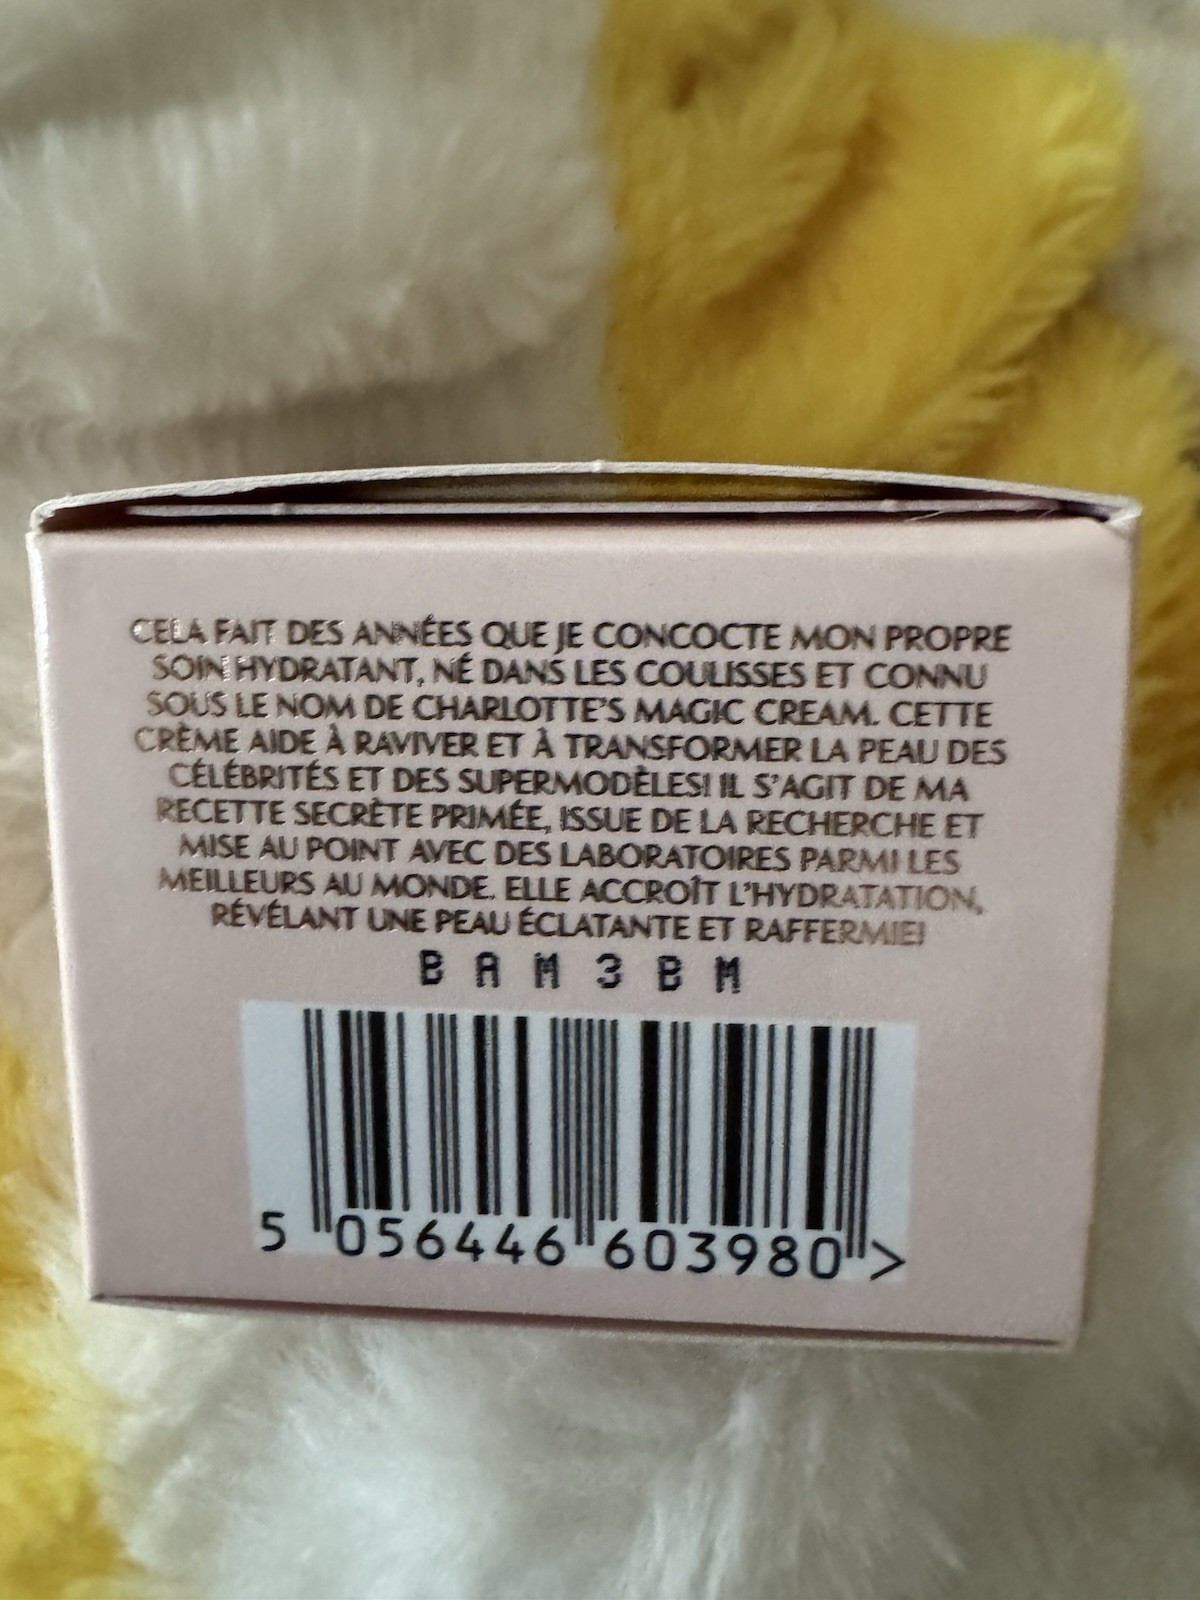 CELA FAIT DES ANNÉES QUE JE CONCOCTE MON PROPRE
SOIN HYDRATANT, NÉ DANS LES COULISSES ET CONNU
SOUS LE NOM DE CHARLOTTE'S MAGIC CREAM. CETTE
CRÈME AIDE À RAVIVER ET À TRANSFORMER LA PEAU DES
CÉLÉBRITÉS ET DES SUPERMODÈLES! IL S'AGIT DE MA
RECETTE SECRÈTE PRIMÉE, ISSUE DE LA RECHERCHE ET
MISE AU POINT AVEC DES LABORATOIRES PARMI LES
MEILLEURS AU MONDE. ELLE ACCROÎT L'HYDRATATION,
RÉVÉLANT UNE PEAU ÉCLATANTE ET RAFFERMIE!
BAM3BM
5 056446 603980 >